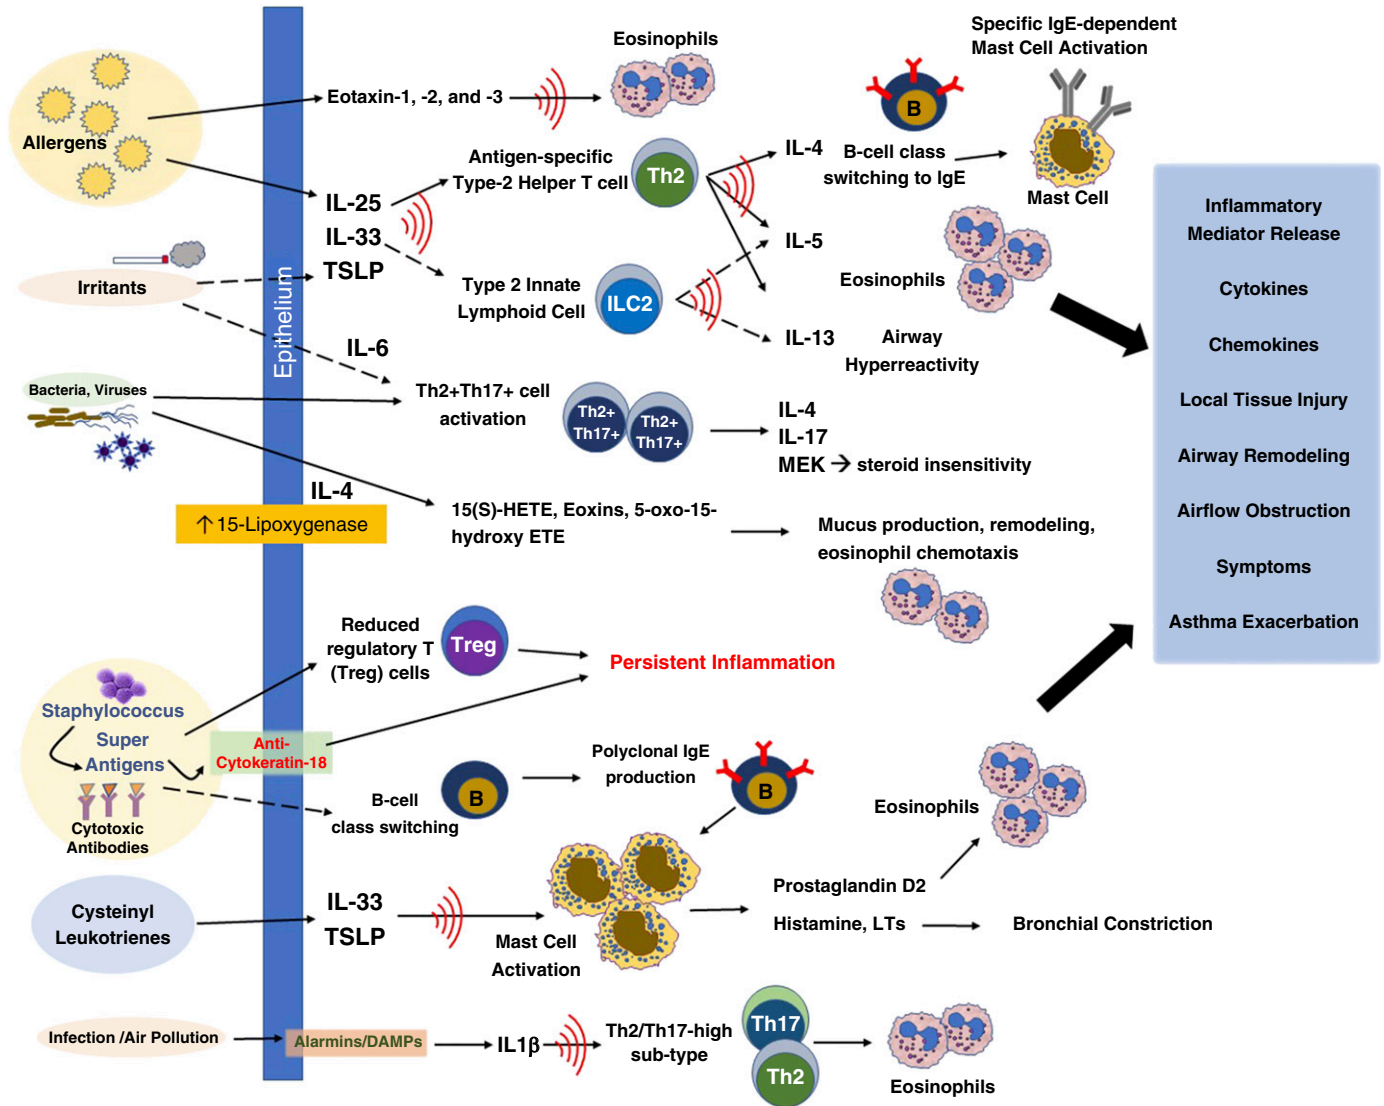 Specific IgE-dependent
Mast Cell Activation
Eosinophils
Allergens
Eotaxin-1, -2, and -3
B
Antigen-specific
Type-2 Helper T cell
Th2
IL-4
B-cell class
switching to IgE
Mast Cell
IL-25
IL-33
TSLP
IL-5
Eosinophils
Irritants
Type 2 Innate
Lymphoid Cell
ILC2
IL-13
Airway
Hyperreactivity
Epithelium
IL-6
Bacteria, Viruses
Th2+Th17+ cell
activation
Th2+
Th17+
Th2+
Th17+
IL-4
IL-17
MEK → steroid insensitivity
IL-4
↑ 15-Lipoxygenase
15(S)-HETE, Eoxins, 5-oxo-15-
hydroxy ETE
Mucus production, remodeling,
eosinophil chemotaxis
Inflammatory
Mediator Release
Cytokines
Chemokines
Local Tissue Injury
Airway Remodeling
Airflow Obstruction
Symptoms
Asthma Exacerbation
Reduced
regulatory T
(Treg) cells
Treg
Persistent Inflammation
Staphylococcus
Super
Antigens
Cytotoxic
Antibodies
Anti-
Cytokeratin-18
B-cell
class switching
B
Polyclonal IgE
production
B
Eosinophils
Cysteinyl
Leukotrienes
IL-33
TSLP
Mast Cell
Activation
Prostaglandin D2
Histamine, LTs
Bronchial Constriction
Infection /Air Pollution
Alarmins/DAMPs
IL1β
Th2/Th17-high
sub-type
Th17
Th2
Eosinophils